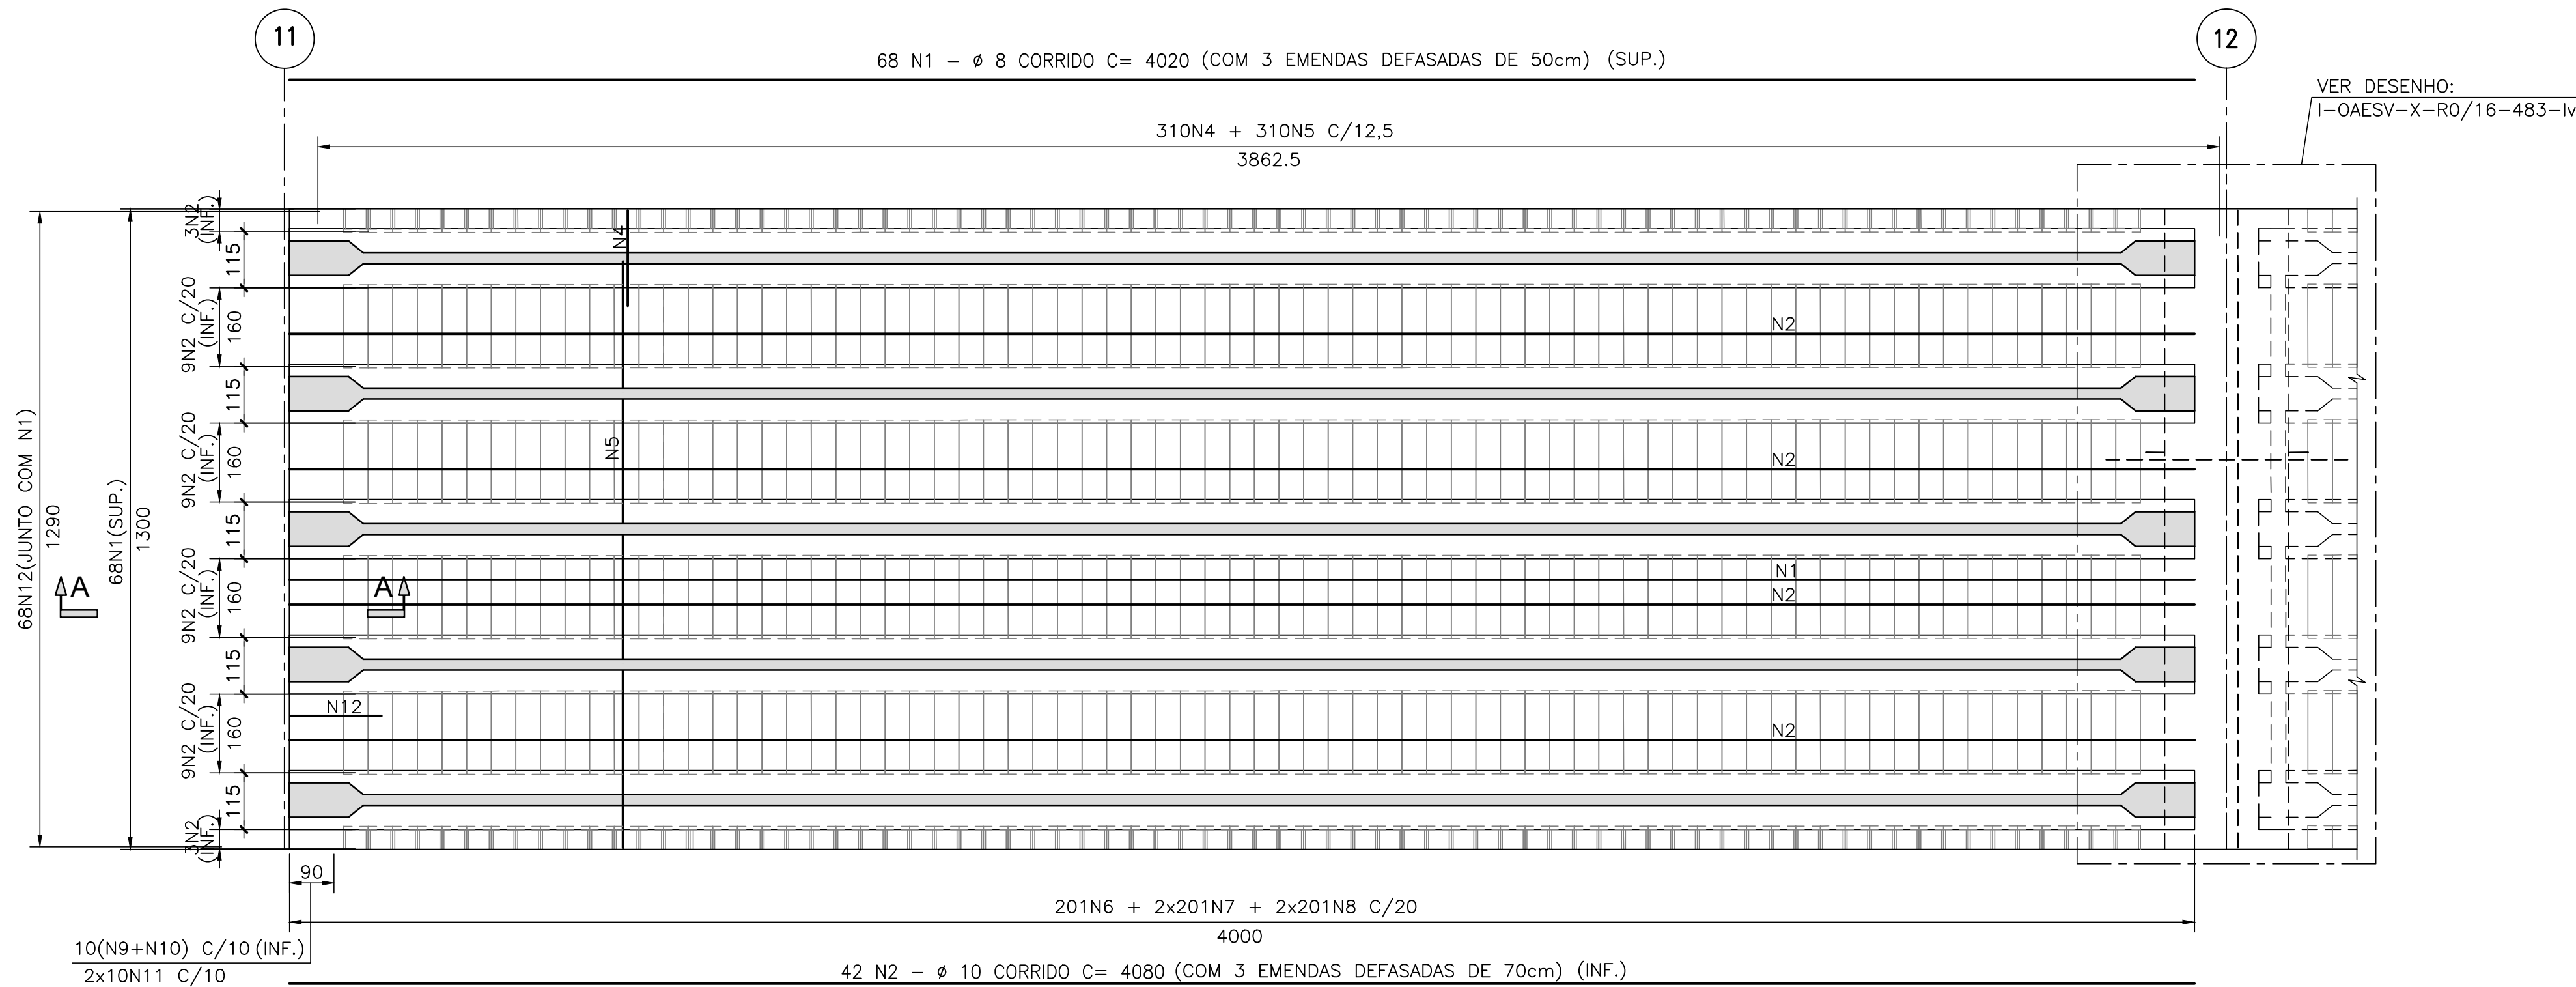 11
12
68 N1 - ø 8 CORRIDO C= 4020 (COM 3 EMENDAS DEFASADAS DE 50cm) (SUP.)
VER DESENHO:
I-OAESV-X-R0/16-483-Iv
310N4 + 310N5 C/12,5
3862.5
3N2
(INF.)
115
9N2 C/20
(INF.)
160
115
9N2 C/20
(INF.)
160
115
9N2 C/20
(INF.)
160
115
9N2 C/20
(INF.)
160
115
3N2
(INF.)
68N12(JUNTO COM N1)
1290
68N1(SUP.)
1300
N4
N5
N2
N2
N1
N2
A
A
N12
N2
90
10(N9+N10) C/10 (INF.)
2x10N11 C/10
201N6 + 2x201N7 + 2x201N8 C/20
4000
42 N2 - ø 10 CORRIDO C= 4080 (COM 3 EMENDAS DEFASADAS DE 70cm) (INF.)